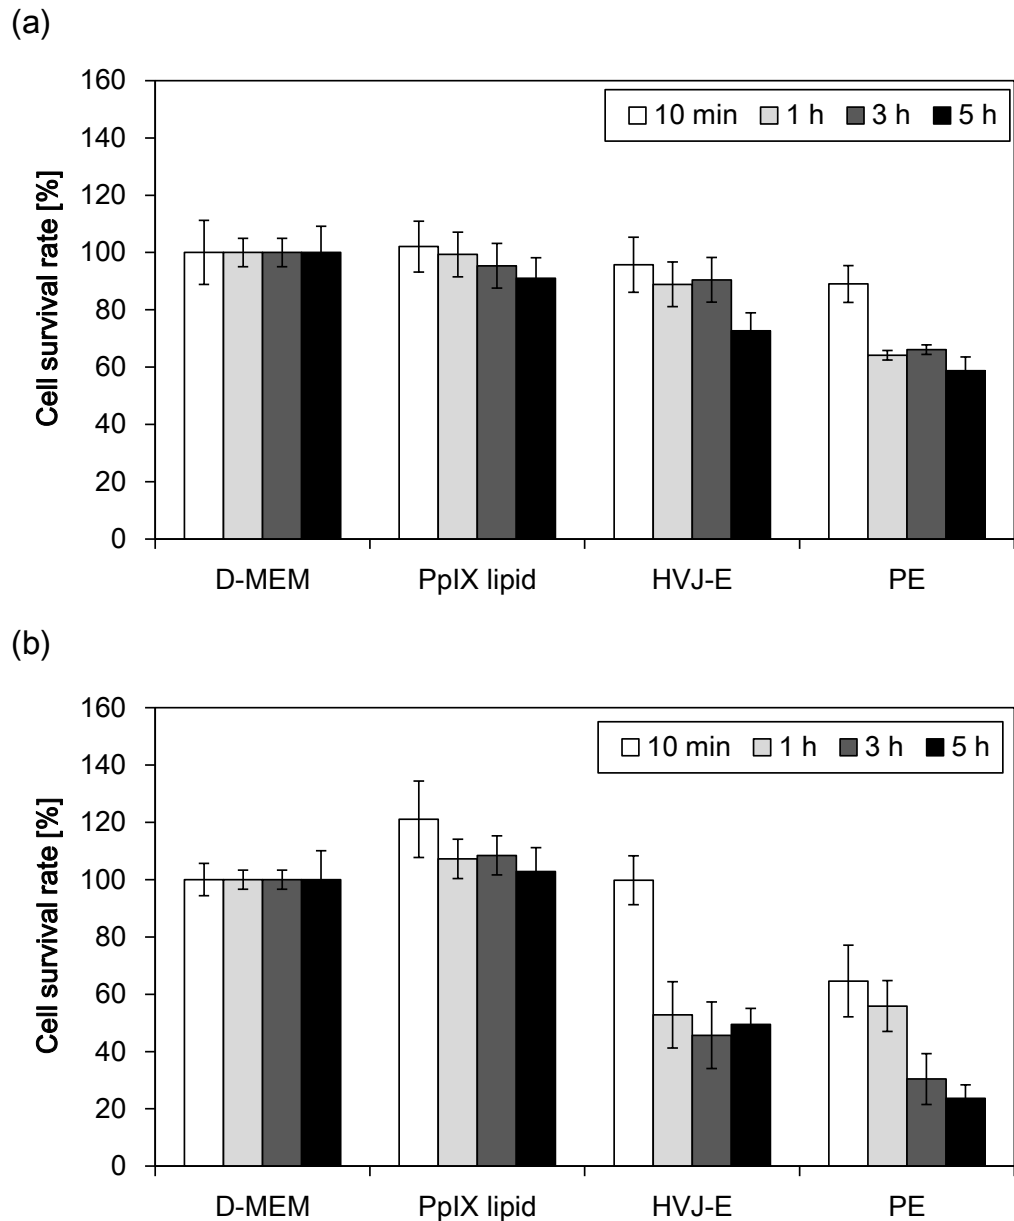 (a)
Cell survival rate [%]
160
140
120
100
80
60
40
20
0
10 min 1 h 3 h 5 h
D-MEM PpIX lipid HVJ-E PE
(b)
Cell survival rate [%]
160
140
120
100
80
60
40
20
0
10 min 1 h 3 h 5 h
D-MEM PpIX lipid HVJ-E PE